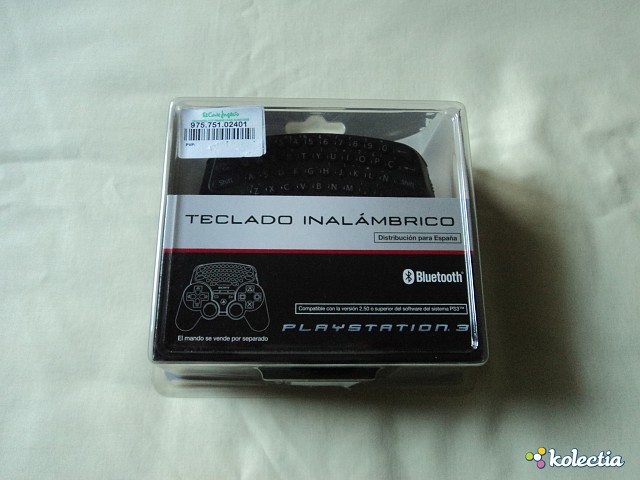 El Corte Inglés
975.751.02401
PVP:
Q W E R T Y U I O P
A S D F G H J K L Ñ
Z X C V B N M
TECLADO INALÁMBRICO
Distribución para España
Bluetooth®
Compatible con la versión 2.50 o superior del software del sistema PS3™
PLAYSTATION 3
El mando se vende por separado
kolectia